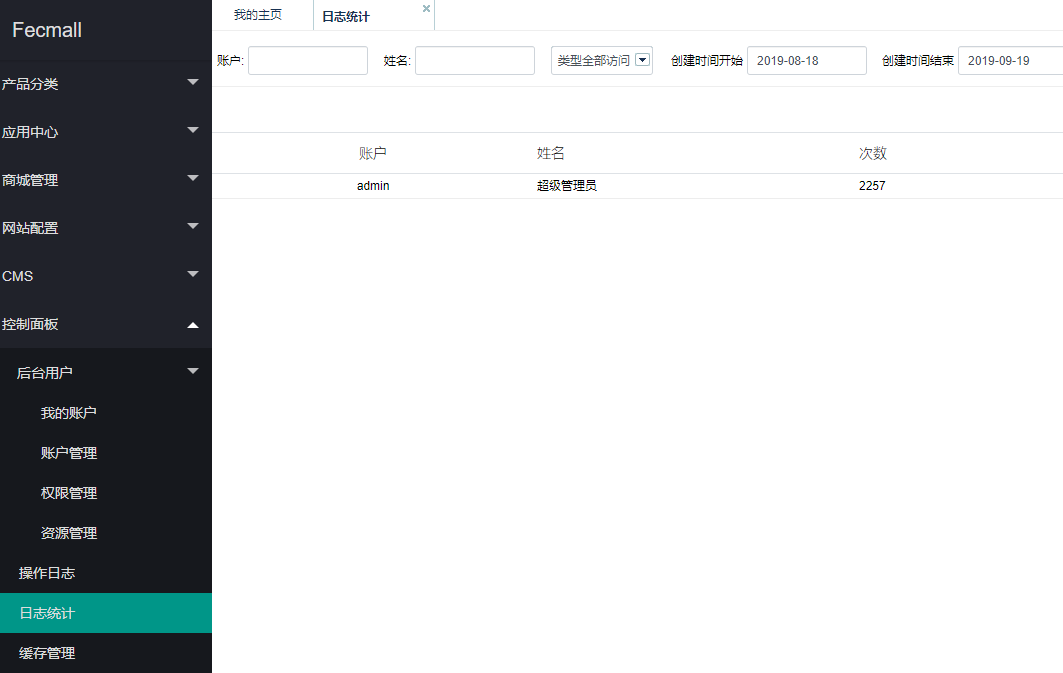 Fecmall
产品分类
应用中心
商城管理
网站配置
CMS
控制面板
后台用户
我的账户
账户管理
权限管理
资源管理
操作日志
日志统计
缓存管理
我的主页 日志统计
账户: 姓名: 类型全部访问 创建时间开始 2019-08-18 创建时间结束 2019-09-19
账户 姓名 次数
admin 超级管理员 2257